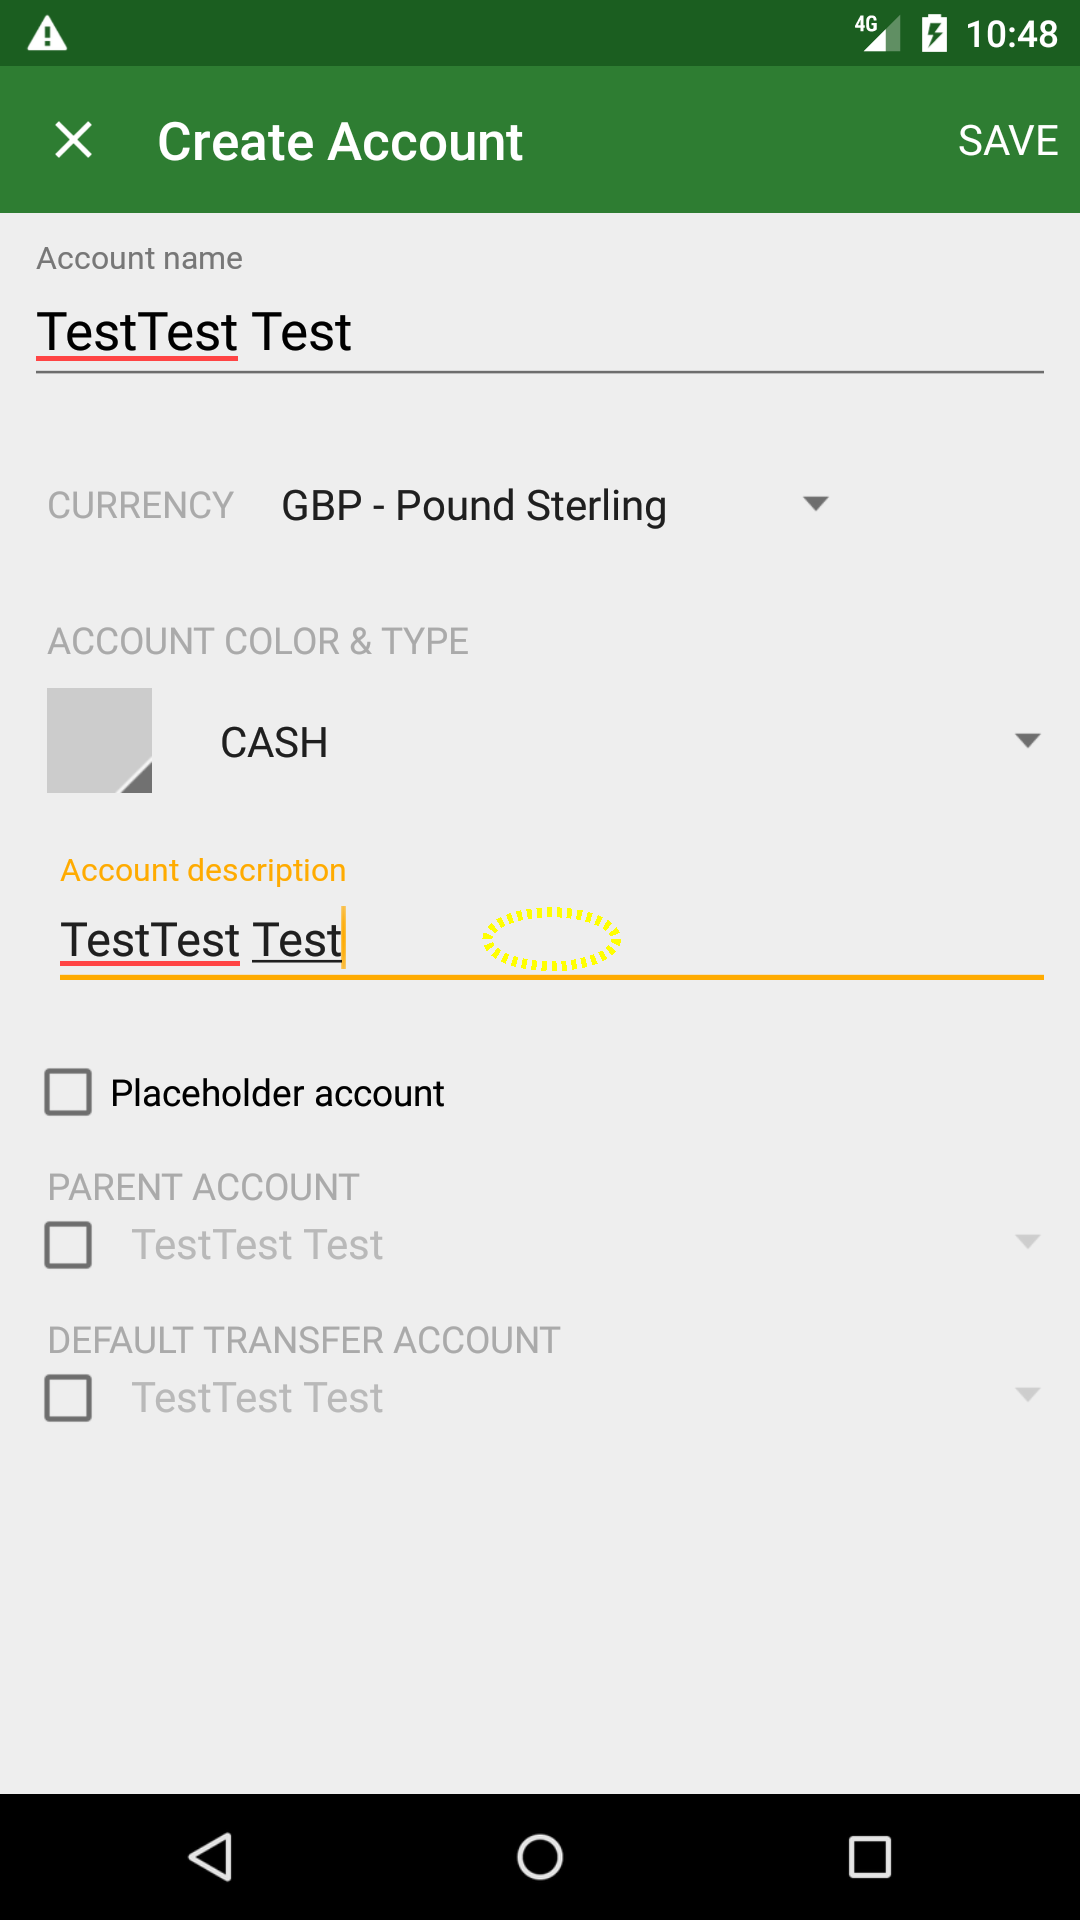 4G 10:48
Create Account SAVE
Account name
TestTest Test
CURRENCY GBP - Pound Sterling
ACCOUNT COLOR & TYPE
CASH
Account description
TestTest Test
Placeholder account
PARENT ACCOUNT
TestTest Test
DEFAULT TRANSFER ACCOUNT
TestTest Test